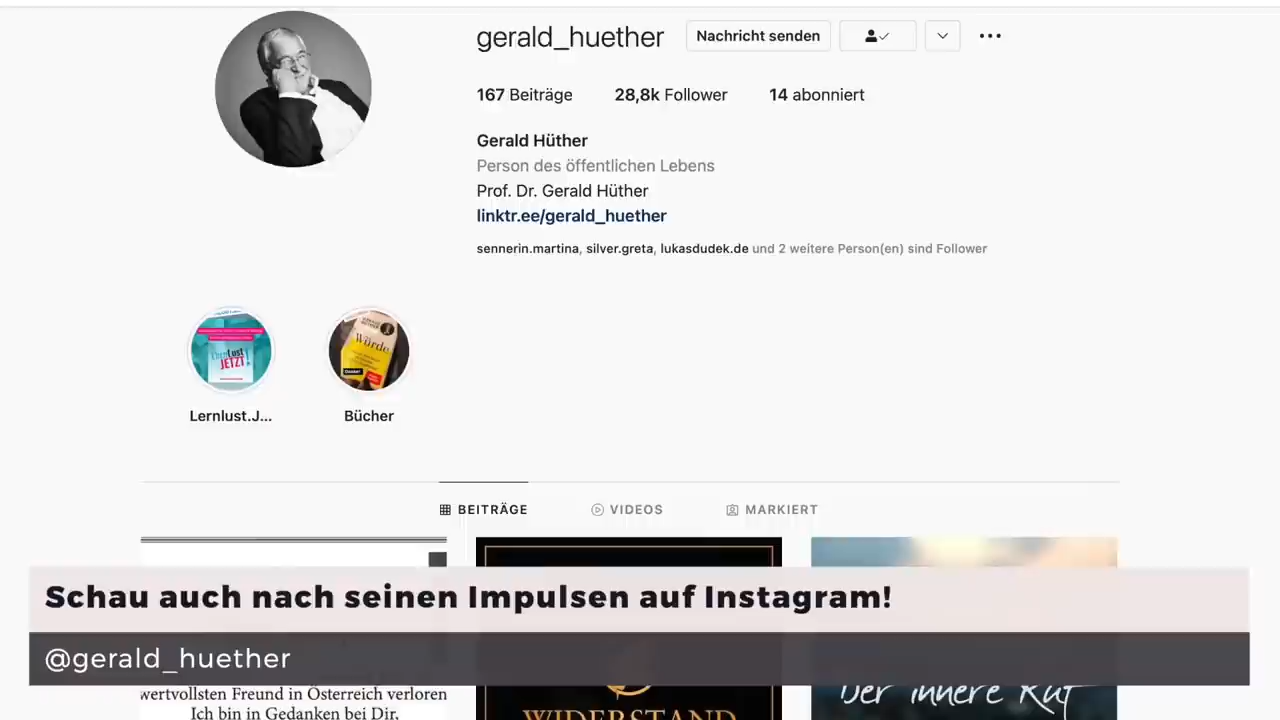 gerald_huether
Nachricht senden
167 Beiträge
28,8k Follower
14 abonniert
Gerald Hüther
Person des öffentlichen Lebens
Prof. Dr. Gerald Hüther
linktr.ee/gerald_huether
sennerin.martina, silver.greta, lukasdudek.de und 2 weitere Person(en) sind Follower
LernLust
JETZT!
Würde
Lernlust.J...
Bücher
BEITRÄGE
VIDEOS
MARKIERT
Schau auch nach seinen Impulsen auf Instagram!
@gerald_huether
wertvollsten Freund in Österreich verloren
Ich bin in Gedanken bei Dir,
WIDERSTAND
Der innere Ruf